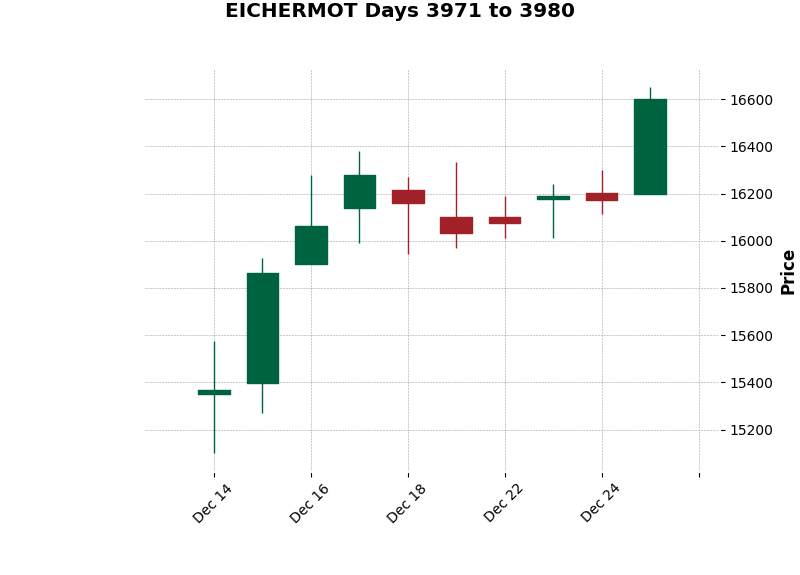 EICHERMOT Days 3971 to 3980
16600
16400
16200
16000
15800
15600
15400
15200
Price
Dec 14
Dec 16
Dec 18
Dec 22
Dec 24